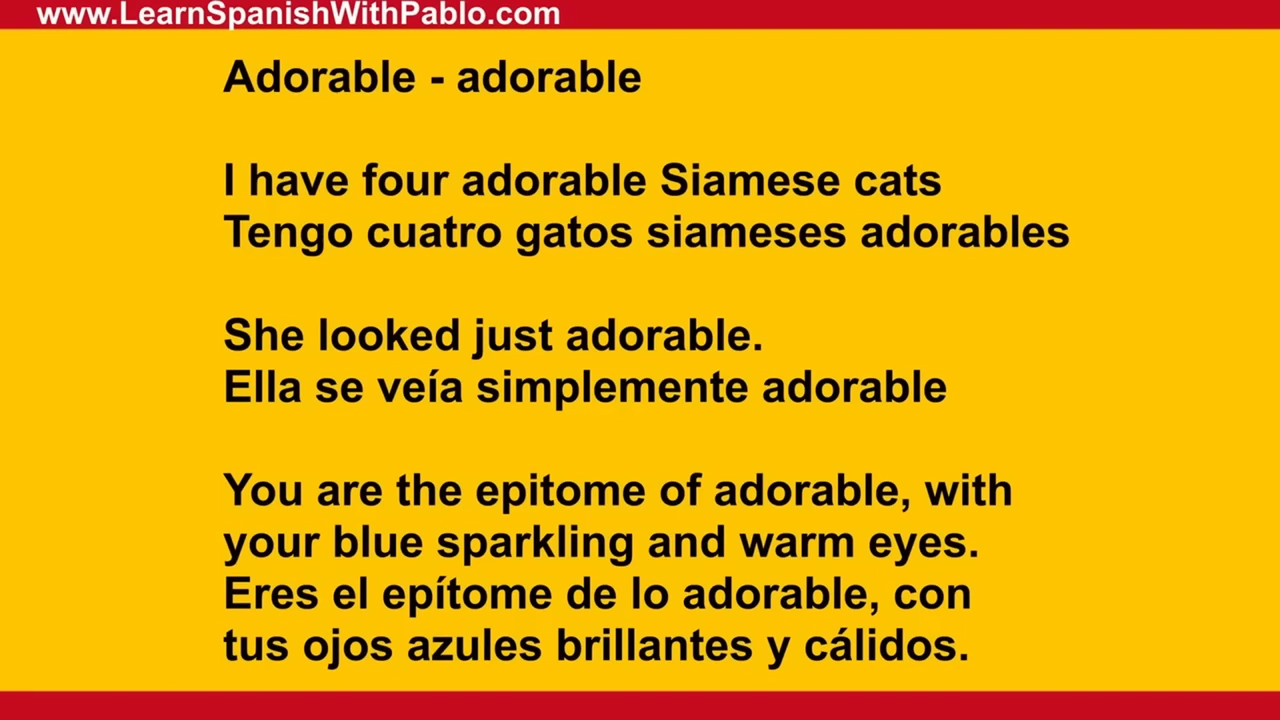 www.LearnSpanishWithPablo.com
Adorable - adorable
I have four adorable Siamese cats
Tengo cuatro gatos siameses adorables
She looked just adorable.
Ella se veía simplemente adorable
You are the epitome of adorable, with
your blue sparkling and warm eyes.
Eres el epítome de lo adorable, con
tus ojos azules brillantes y cálidos.